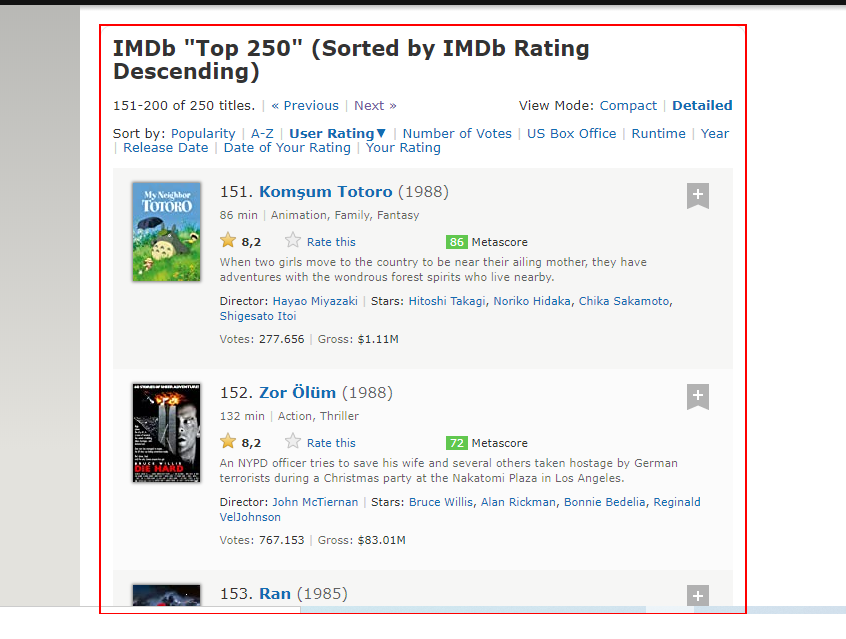 IMDb "Top 250" (Sorted by IMDb Rating
Descending)
151-200 of 250 titles. | « Previous | Next » View Mode: Compact | Detailed
Sort by: Popularity | A-Z | User Rating▼ | Number of Votes | US Box Office | Runtime | Year
| Release Date | Date of Your Rating | Your Rating
My Neighbor
TOTORO
151. Komşum Totoro (1988)
86 min | Animation, Family, Fantasy
8,2 Rate this 86 Metascore
When two girls move to the country to be near their ailing mother, they have
adventures with the wondrous forest spirits who live nearby.
Director: Hayao Miyazaki | Stars: Hitoshi Takagi, Noriko Hidaka, Chika Sakamoto,
Shigesato Itoi
Votes: 277.656 | Gross: $1.11M
40 STORIES OF SHEER ADVENTURE!
BRUCE WILLIS
DIE HARD
152. Zor Ölüm (1988)
132 min | Action, Thriller
8,2 Rate this 72 Metascore
An NYPD officer tries to save his wife and several others taken hostage by German
terrorists during a Christmas party at the Nakatomi Plaza in Los Angeles.
Director: John McTiernan | Stars: Bruce Willis, Alan Rickman, Bonnie Bedelia, Reginald
VelJohnson
Votes: 767.153 | Gross: $83.01M
153. Ran (1985)